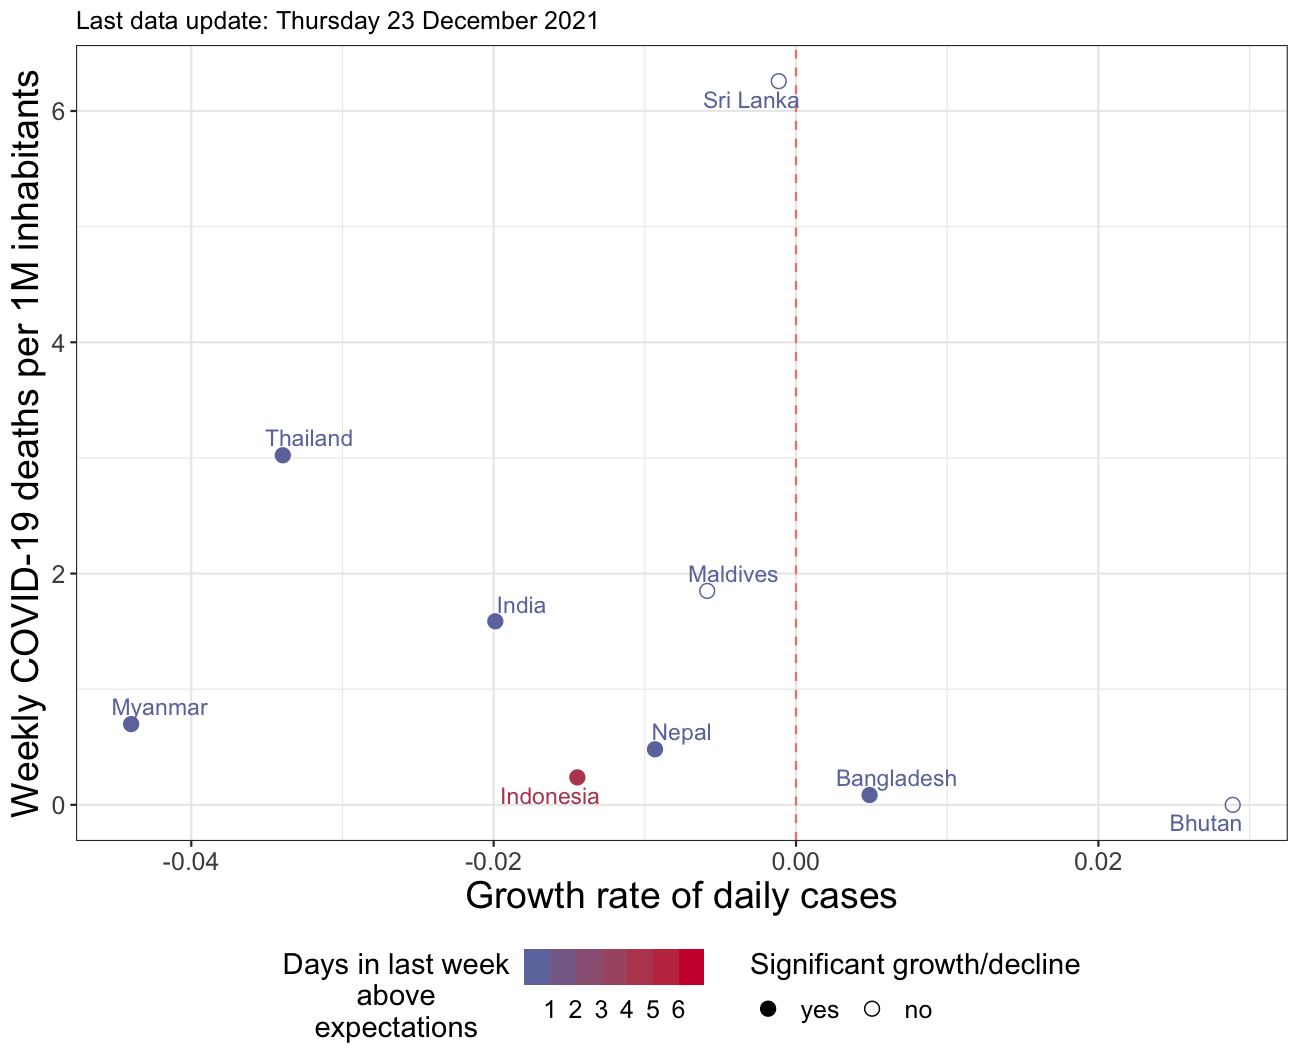 Last data update: Thursday 23 December 2021
Weekly COVID-19 deaths per 1M inhabitants
6
4
2
0
Sri Lanka
Thailand
Maldives
India
Myanmar
Nepal
Indonesia
Bangladesh
Bhutan
-0.04 -0.02 0.00 0.02
Growth rate of daily cases
Days in last week
above
expectations
1 2 3 4 5 6
Significant growth/decline
yes no